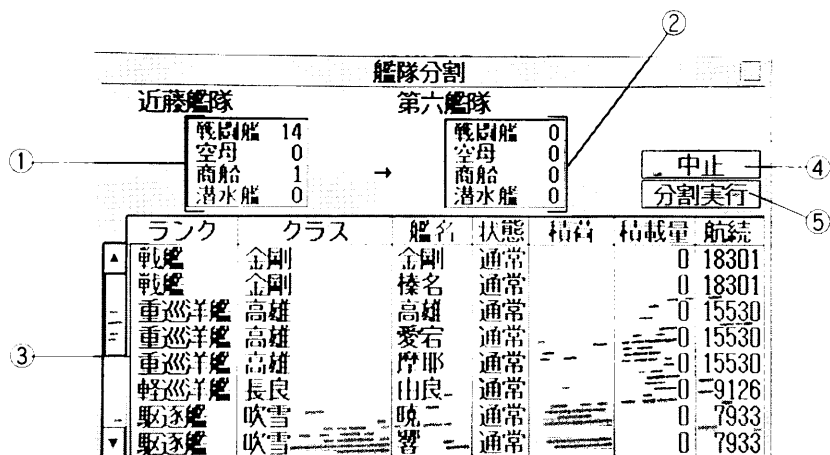 ②
艦隊分割
近藤艦隊 第六艦隊
戦闘艦 14 戦闘艦 0
① 空母 0 空母 0 中止 ④
商船 1 → 商船 0
潜水艦 0 潜水艦 0 分割実行 ⑤
ランク クラス 艦名 状態 積荷 積載量 航続
戦艦 金剛 金剛 通常 0 18301
戦艦 金剛 榛名 通常 0 18301
重巡洋艦 高雄 高雄 通常 0 15530
重巡洋艦 高雄 愛宕 通常 0 15530
③ 重巡洋艦 高雄 摩耶 通常 0 15530
軽巡洋艦 長良 由良 通常 0 9126
駆逐艦 吹雪 暁 通常 0 7933
駆逐艦 吹雪 響 通常 0 7933